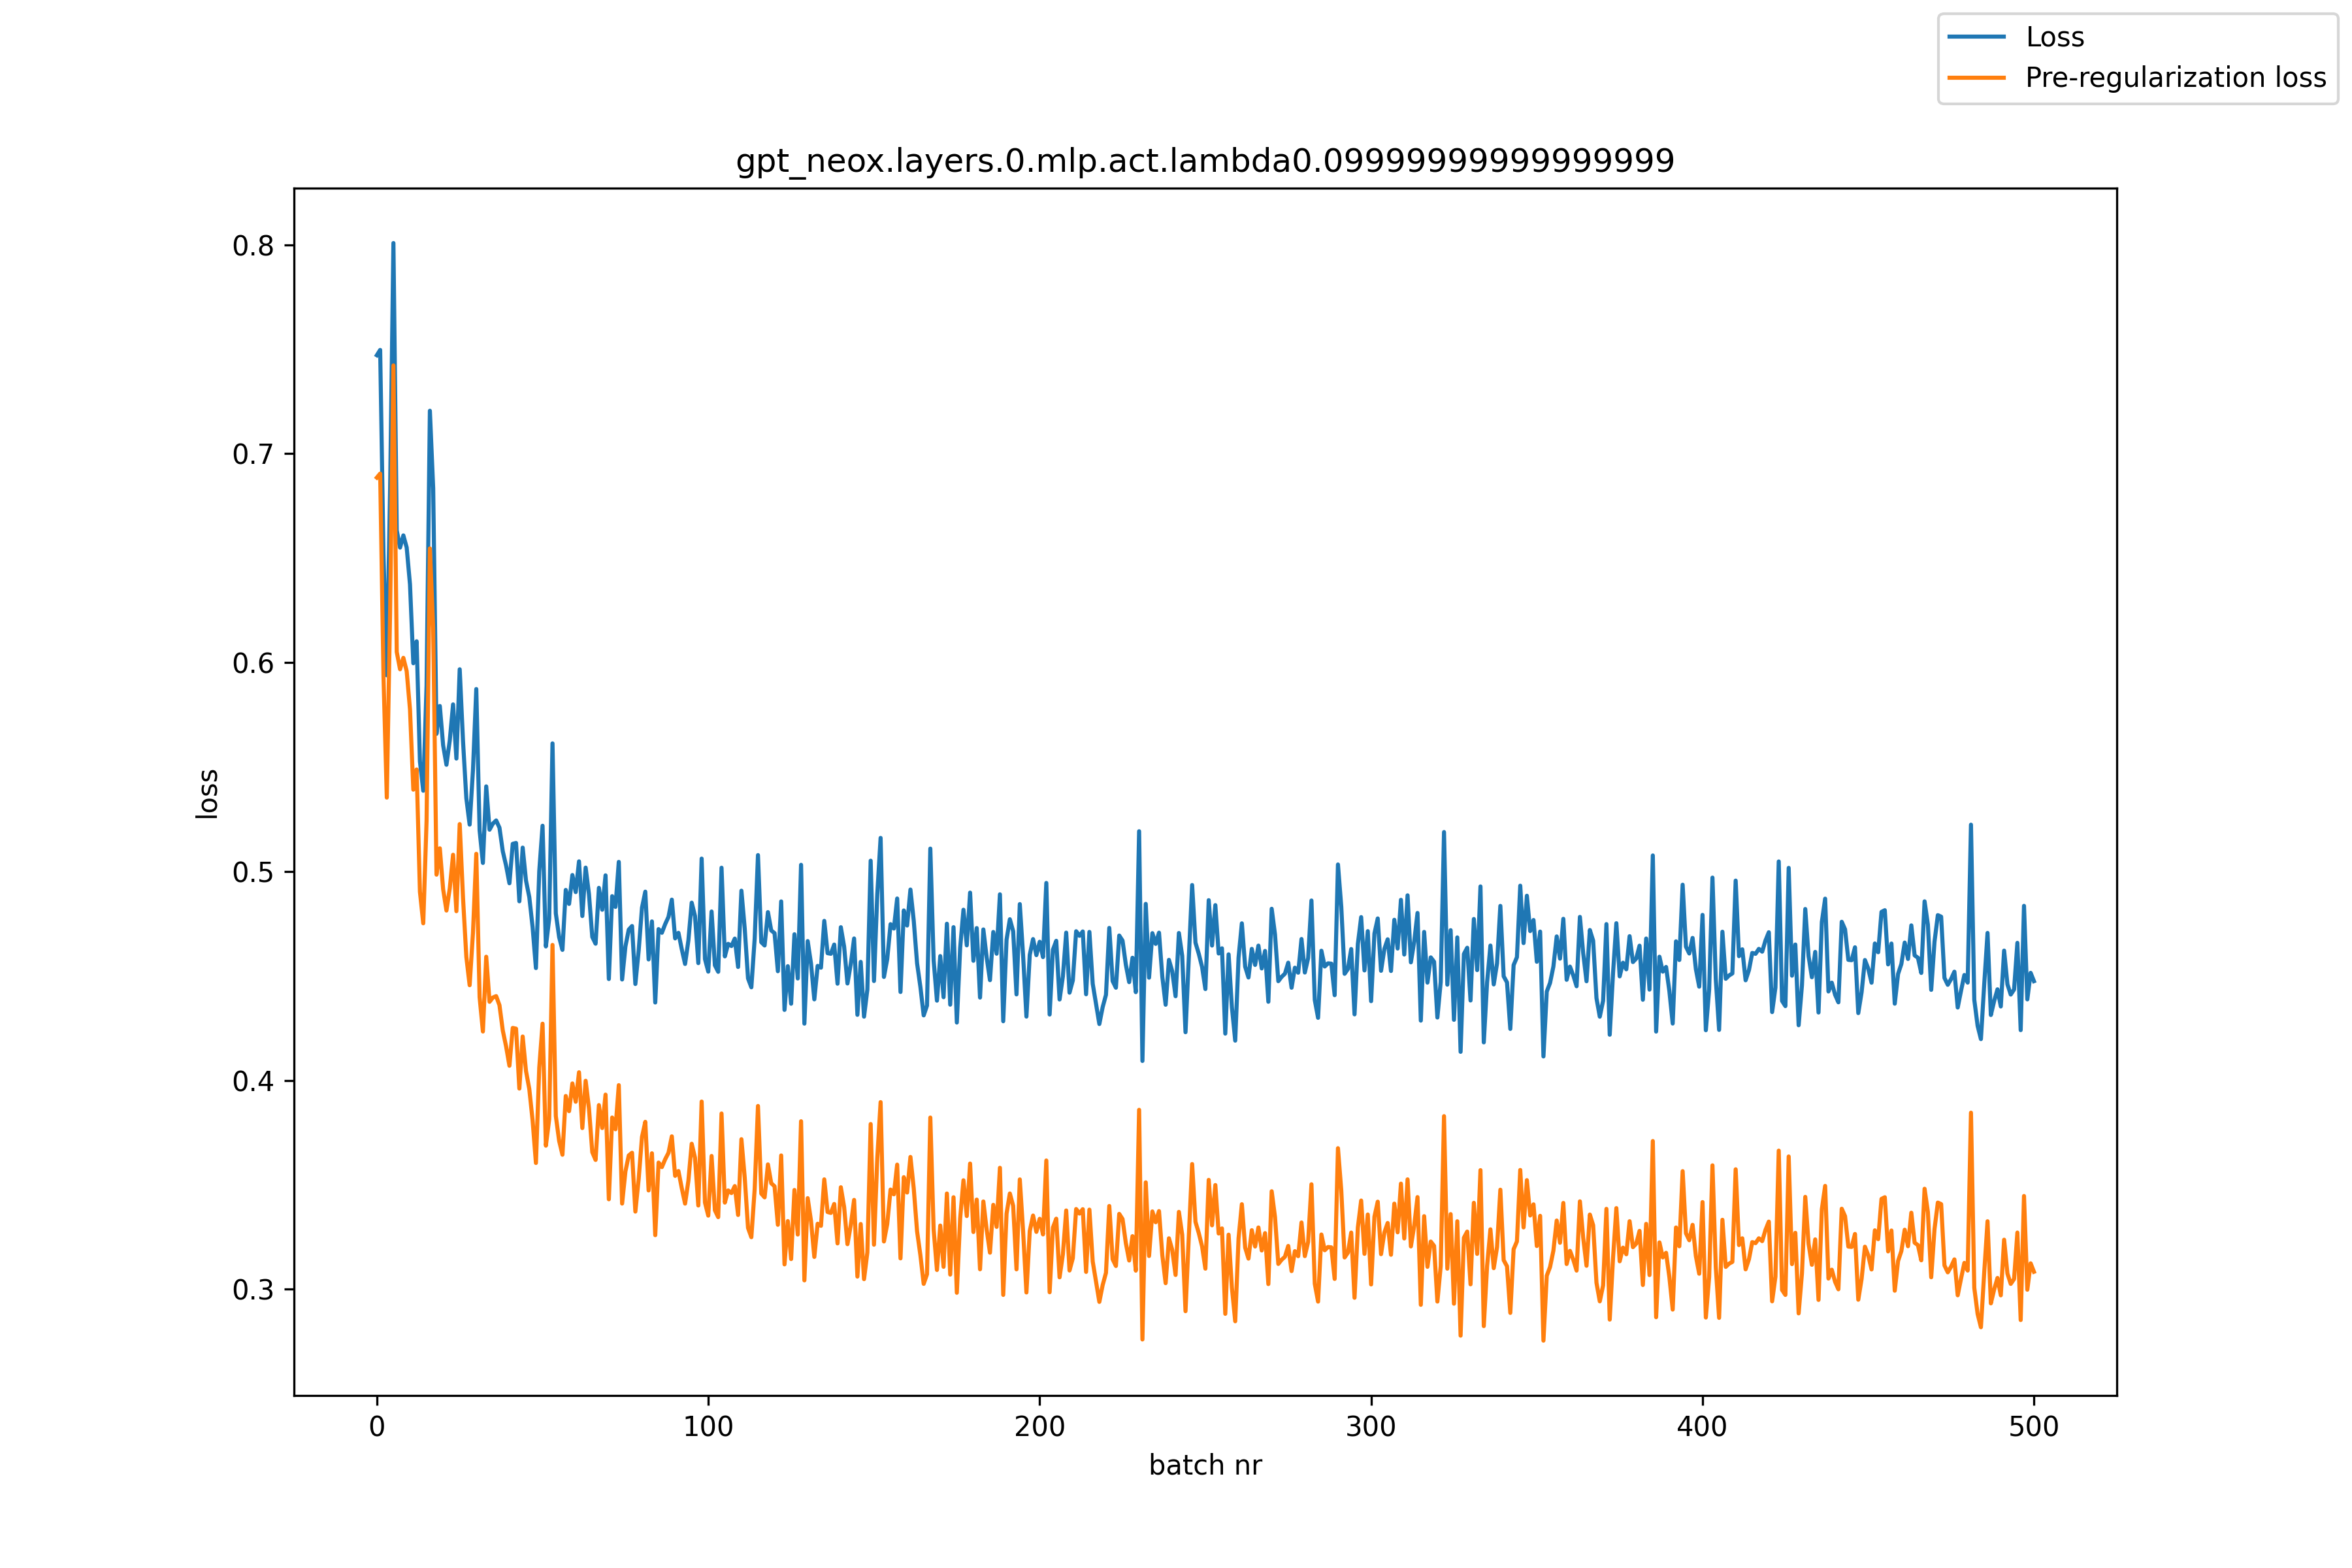 Loss
Pre-regularization loss
gpt_neox.layers.0.mlp.act.lambda0.09999999999999999
0.8
0.7
0.6
0.5
0.4
0.3
loss
0 100 200 300 400 500
batch nr